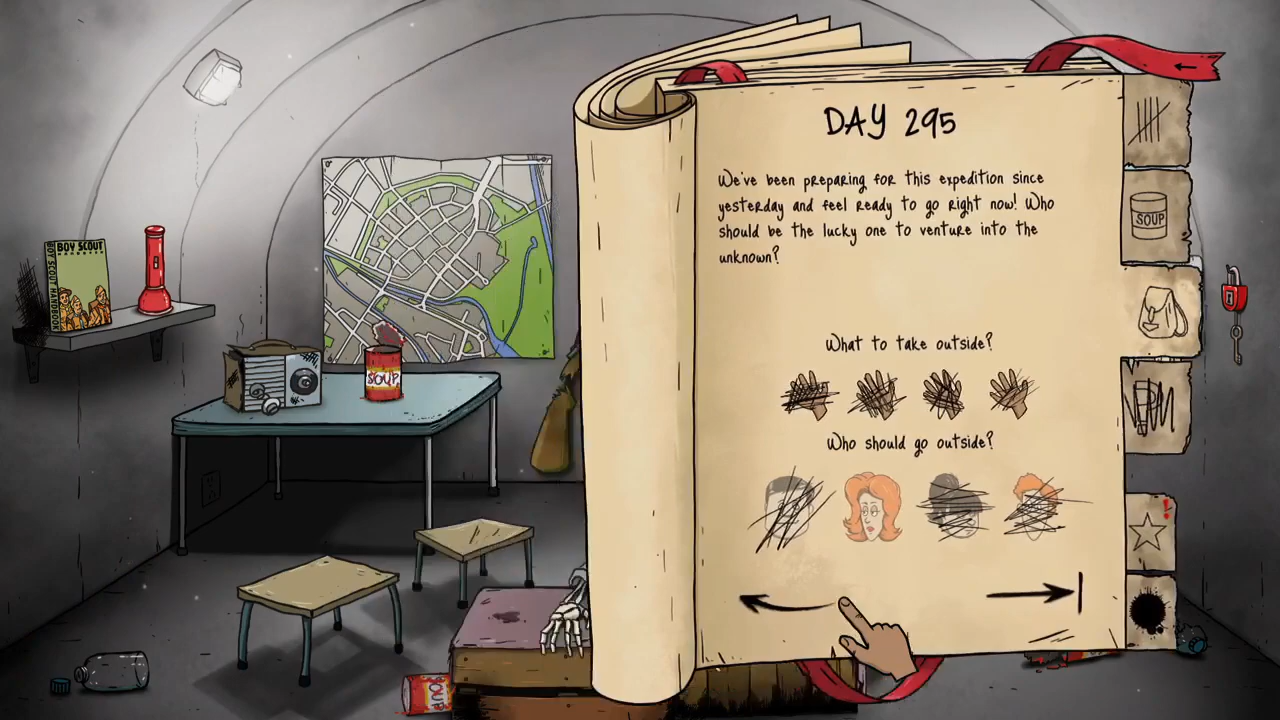 DAY 295
We've been preparing for this expedition since
yesterday and feel ready to go right now! Who
should be the lucky one to venture into the
unknown?
What to take outside?
Who should go outside?
SOUP
BOY SCOUT
HANDBOOK
BOY SCOUT HANDBOOK
SOUP
SOUP